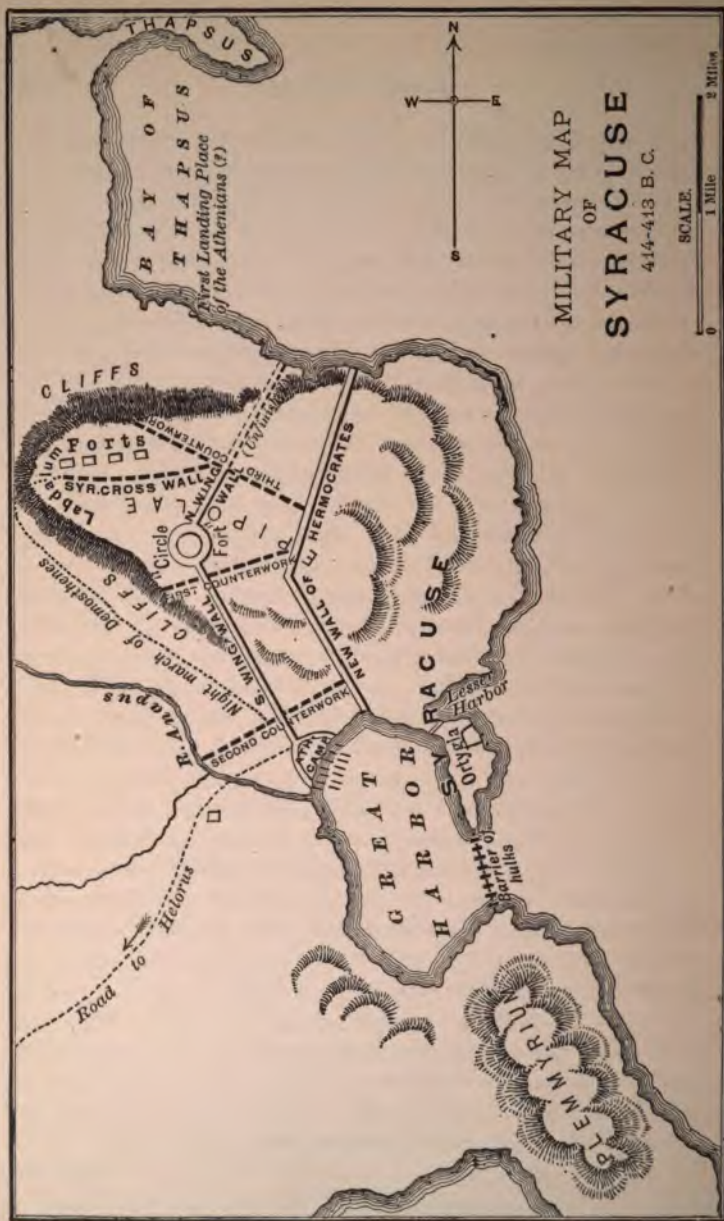 THAPSUS
BAY OF
THAPSUS
First Landing Place
of the Athenians (?)
N
W E
S
MILITARY MAP
OF
SYRACUSE
414-413 B.C.
SCALE.
0 1 Mile 2 Miles
CLIFFS
Forts
Labdalum
SYR. CROSS WALL
THIRD COUNTERWORK
N. WING WALL
EPIPOLAE
Circle
Fort
CLIFFS
FIRST COUNTERWORK
NEW WALL OF HERMOCRATES
S. WING WALL
Night march of Demosthenes
R. Anapus
SECOND COUNTERWORK
ATH.
CAMP
SYRACUSE
Lesser
Harbor
Ortygia
GREAT
HARBOR
Barrier of
hulks
Road to Helorus
PLEMMYRIUM